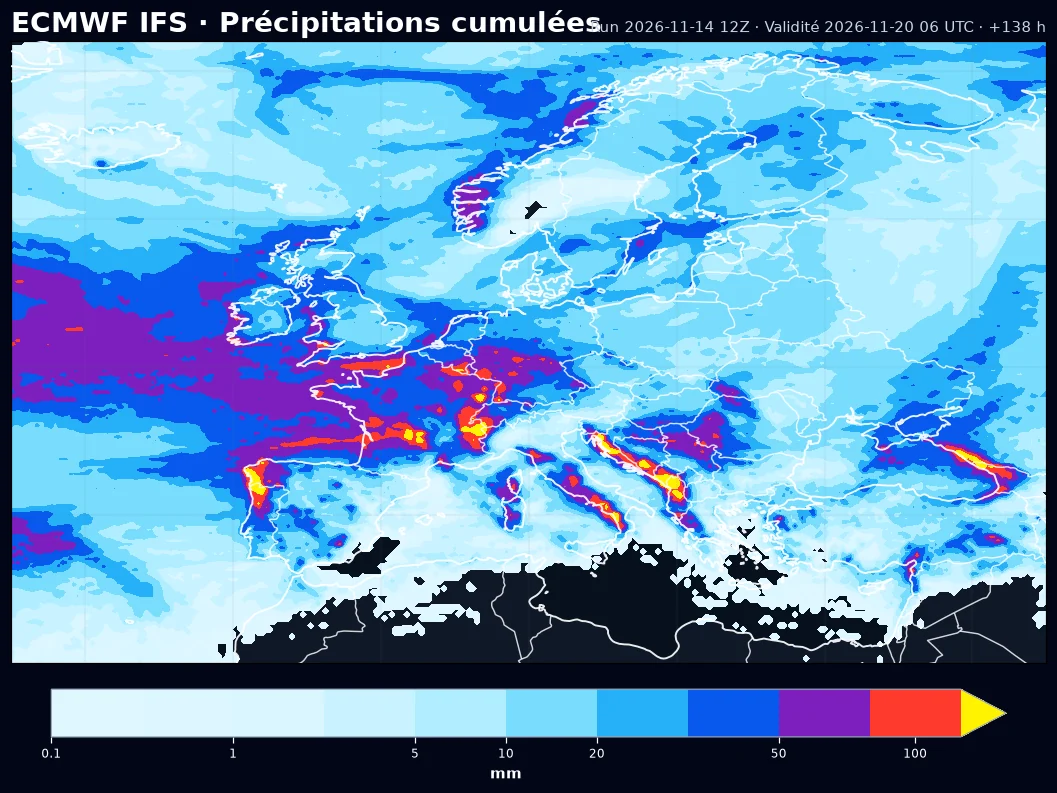 ECMWF IFS · Précipitations cumulées
Run 2026-11-14 12Z · Validité 2026-11-20 06 UTC · +138 h
0.1 1 5 10 20 50 100
mm